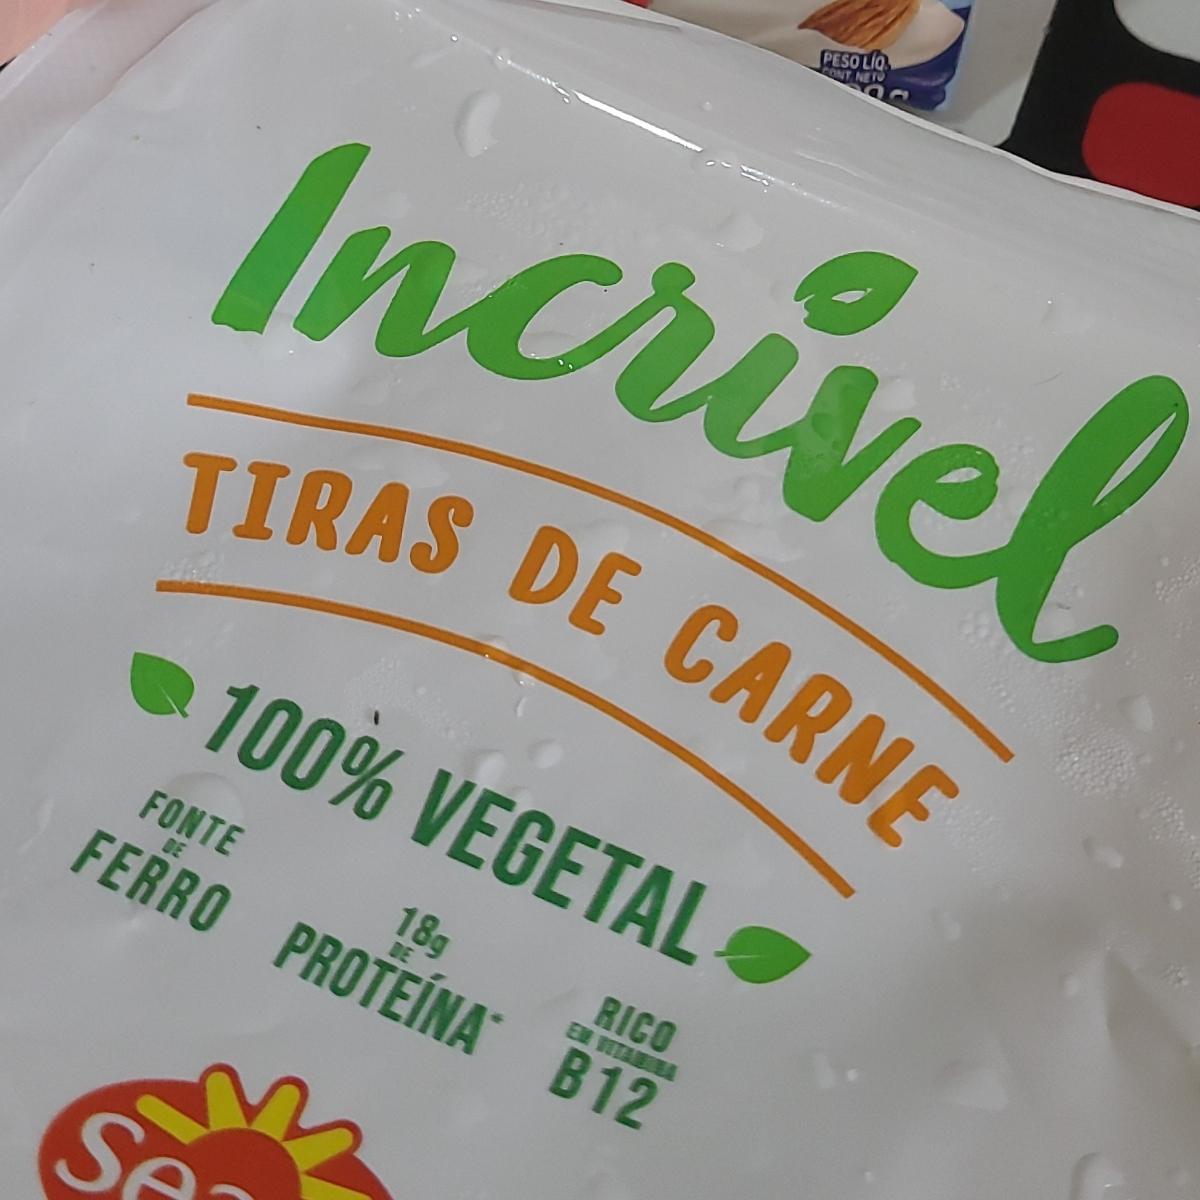 PESO LÍQ.
CONT. NETO
Incrível
TIRAS DE CARNE
100% VEGETAL
FONTE
DE
FERRO
18g
DE
PROTEÍNA*
RICO
EM VITAMINA
B12
sea